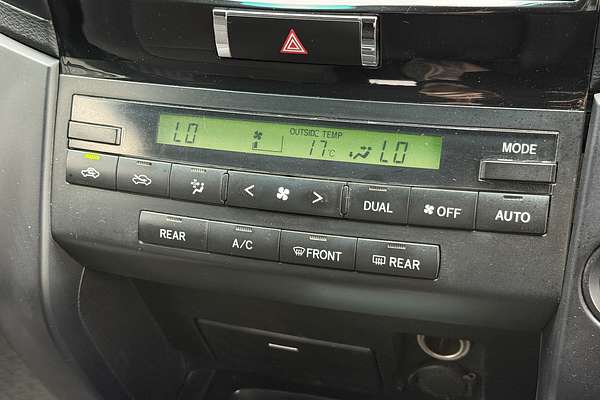 OUTSIDE TEMP
LO 17°C LO
MODE
< > DUAL OFF AUTO
REAR A/C FRONT REAR